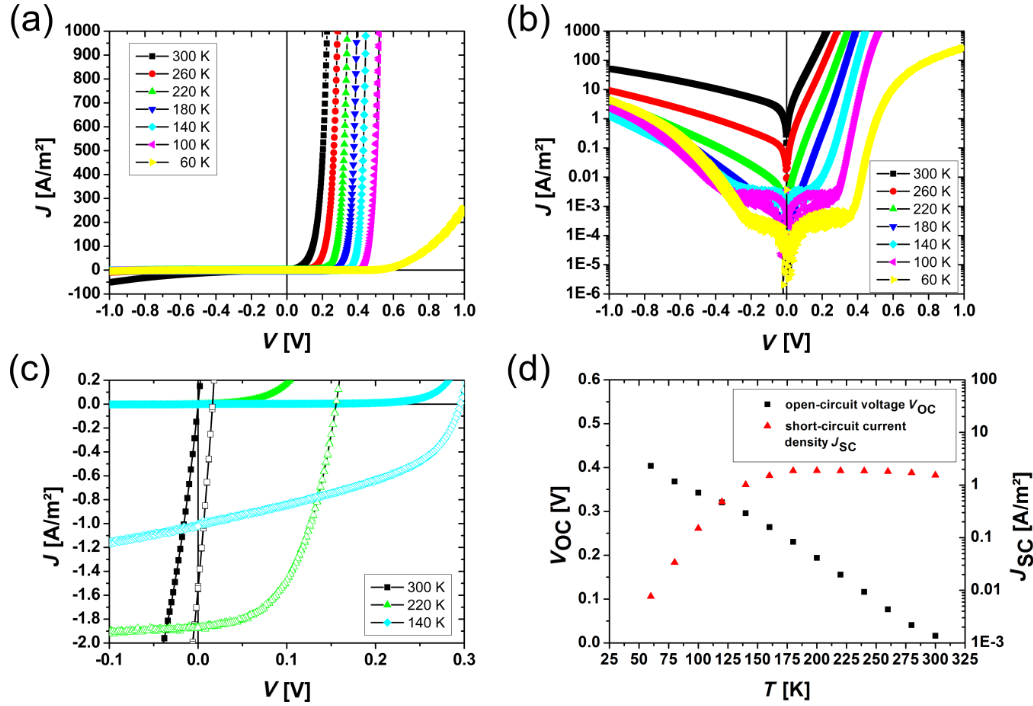 (a)
1000
900
800
700
600
500
400
300
200
100
0
-100
J [A/m²]
300 K
260 K
220 K
180 K
140 K
100 K
60 K
-1.0 -0.8 -0.6 -0.4 -0.2 0.0 0.2 0.4 0.6 0.8 1.0
V [V]
(b)
1000
100
10
1
0.1
0.01
1E-3
1E-4
1E-5
1E-6
J [A/m²]
300 K
260 K
220 K
180 K
140 K
100 K
60 K
-1.0 -0.8 -0.6 -0.4 -0.2 0.0 0.2 0.4 0.6 0.8 1.0
V [V]
(c)
0.2
0.0
-0.2
-0.4
-0.6
-0.8
-1.0
-1.2
-1.4
-1.6
-1.8
-2.0
J [A/m²]
300 K
220 K
140 K
-0.1 0.0 0.1 0.2 0.3
V [V]
(d)
0.6
0.5
0.4
0.3
0.2
0.1
0.0
VOC [V]
open-circuit voltage VOC
short-circuit current
density JSC
100
10
1
0.1
0.01
1E-3
JSC [A/m²]
25 50 75 100 125 150 175 200 225 250 275 300 325
T [K]